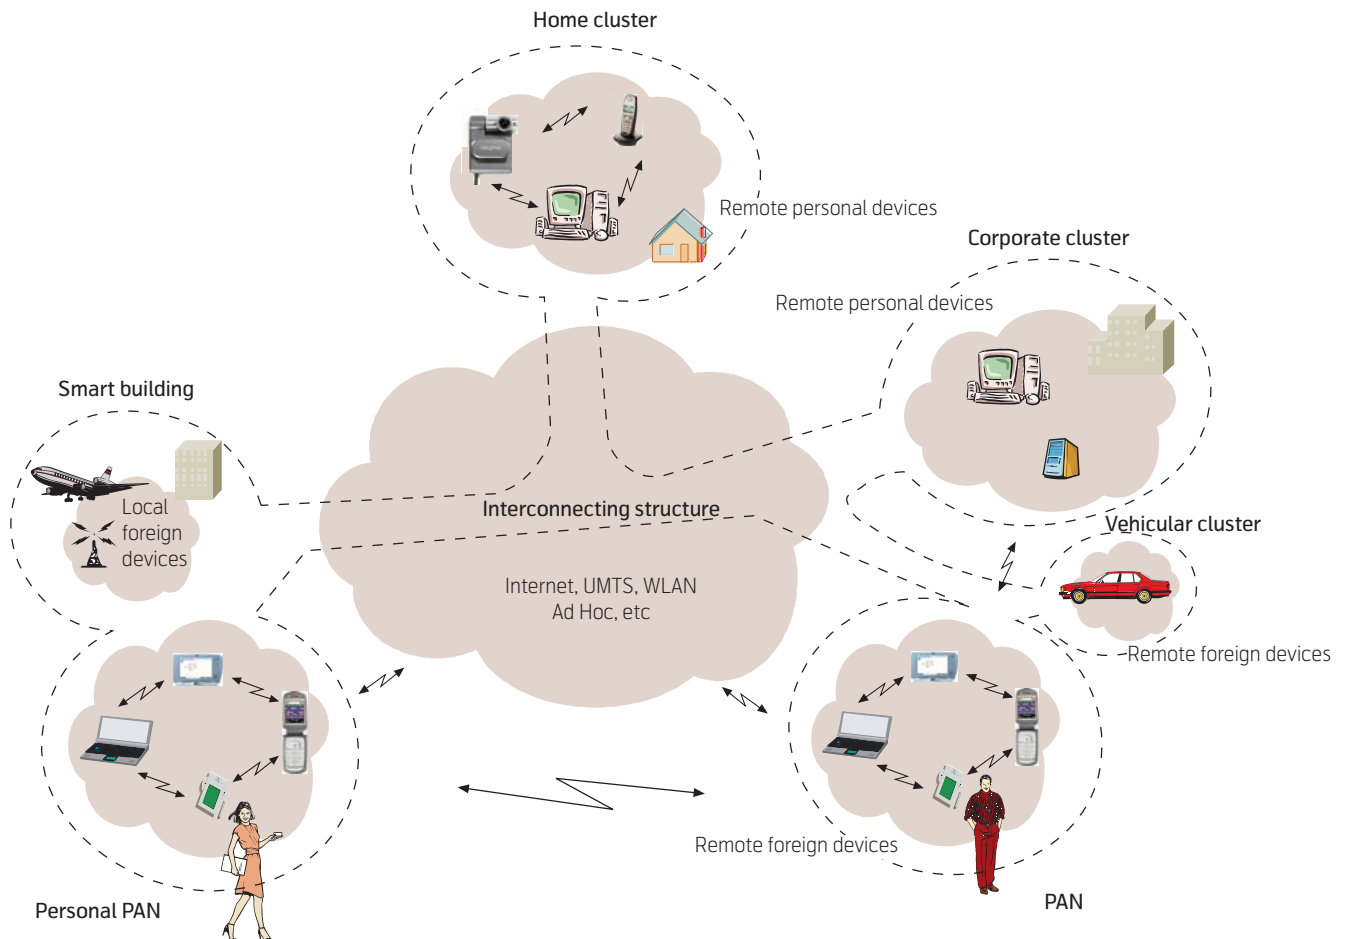 Home cluster
Remote personal devices
Corporate cluster
Remote personal devices
Smart building
Local
foreign
devices
Interconnecting structure
Vehicular cluster
Internet, UMTS, WLAN
Ad Hoc, etc
Remote foreign devices
Remote foreign devices
Personal PAN
PAN